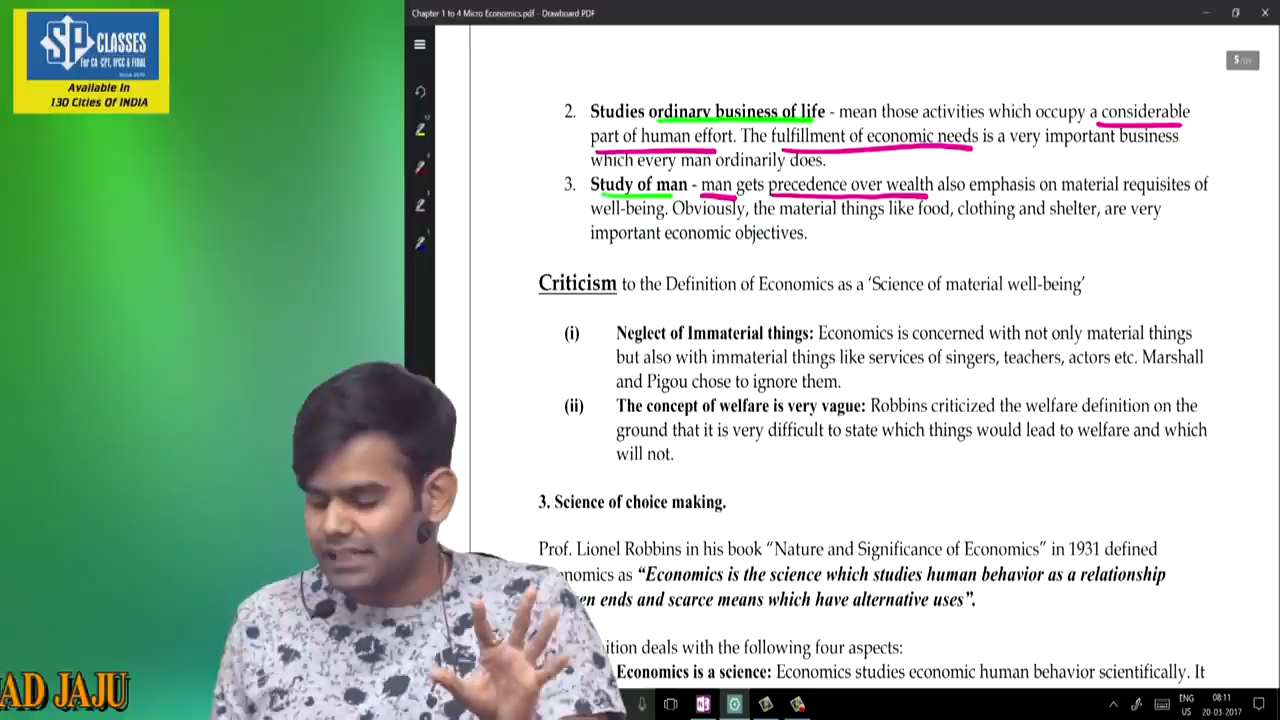 SP CLASSES
For CA -CPT, IPCC & FINAL
Available In
130 Cities Of INDIA
Chapter 1 to 4 Micro Economics.pdf - Drawboard PDF
5
2. Studies ordinary business of life - mean those activities which occupy a considerable
part of human effort. The fulfillment of economic needs is a very important business
which every man ordinarily does.
3. Study of man - man gets precedence over wealth also emphasis on material requisites of
well-being. Obviously, the material things like food, clothing and shelter, are very
important economic objectives.
Criticism to the Definition of Economics as a ‘Science of material well-being’
(i) Neglect of Immaterial things: Economics is concerned with not only material things
but also with immaterial things like services of singers, teachers, actors etc. Marshall
and Pigou chose to ignore them.
(ii) The concept of welfare is very vague: Robbins criticized the welfare definition on the
ground that it is very difficult to state which things would lead to welfare and which
will not.
3. Science of choice making.
Prof. Lionel Robbins in his book “Nature and Significance of Economics” in 1931 defined
nomics as “Economics is the science which studies human behavior as a relationship
en ends and scarce means which have alternative uses”.
ition deals with the following four aspects:
Economics is a science: Economics studies economic human behavior scientifically. It
AD JAJU
ENG
US
08:11
20-03-2017